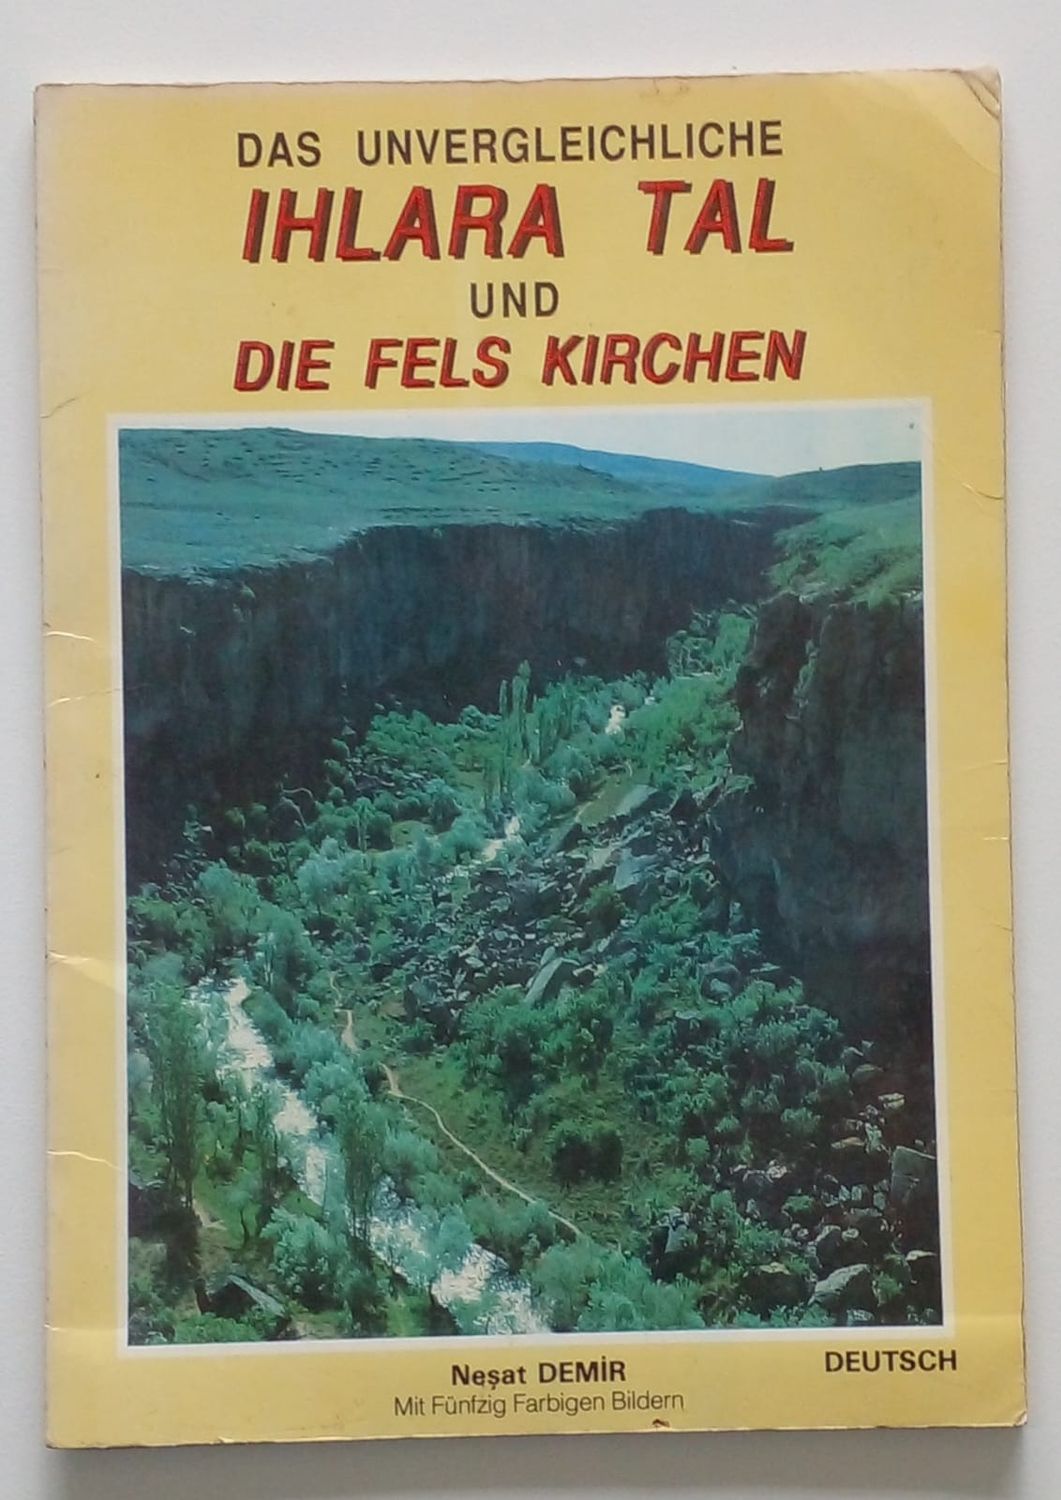 DAS UNVERGLEICHLICHE
IHLARA TAL
UND
DIE FELS KIRCHEN
Neşat DEMİR
Mit Fünfzig Farbigen Bildern
DEUTSCH